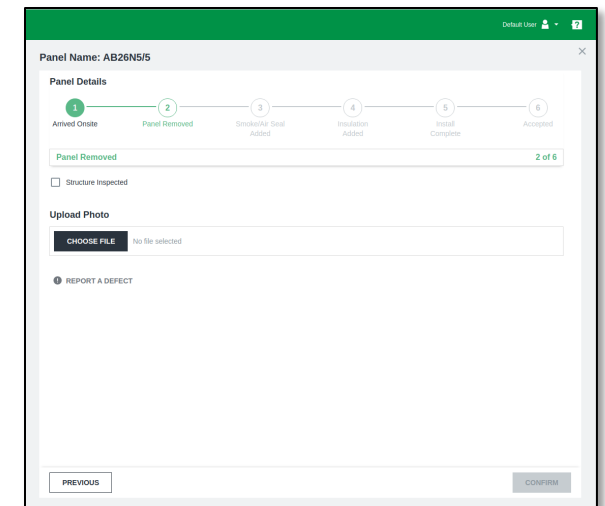 Default User
?
Panel Name: AB26N5/5
×
Panel Details
1 2 3 4 5 6
Arrived Onsite Panel Removed Smoke/Air Seal Added Insulation Added Install Complete Accepted
Panel Removed 2 of 6
Structure Inspected
Upload Photo
CHOOSE FILE No file selected
! REPORT A DEFECT
PREVIOUS CONFIRM